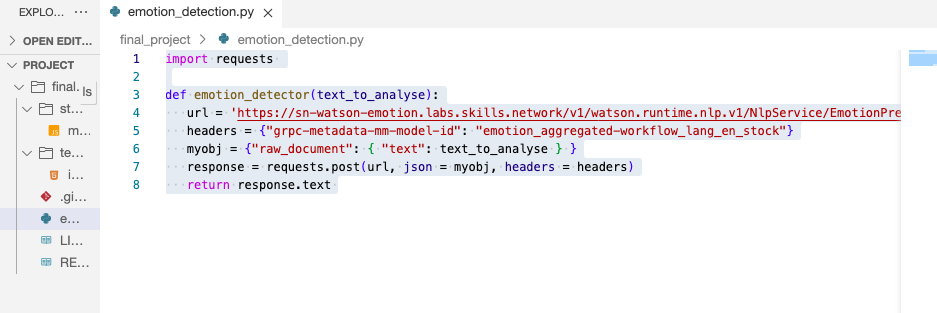 EXPLO... ...
emotion_detection.py ×
OPEN EDIT...
final_project > emotion_detection.py
PROJECT
final.
ls
st...
m...
te...
i...
.gi...
e...
LI...
RE...
1 import requests
2
3 def emotion_detector(text_to_analyse):
4 url = 'https://sn-watson-emotion.labs.skills.network/v1/watson.runtime.nlp.v1/NlpService/EmotionPre
5 headers = {"grpc-metadata-mm-model-id": "emotion_aggregated-workflow_lang_en_stock"}
6 myobj = {"raw_document": { "text": text_to_analyse } }
7 response = requests.post(url, json = myobj, headers = headers)
8 return response.text